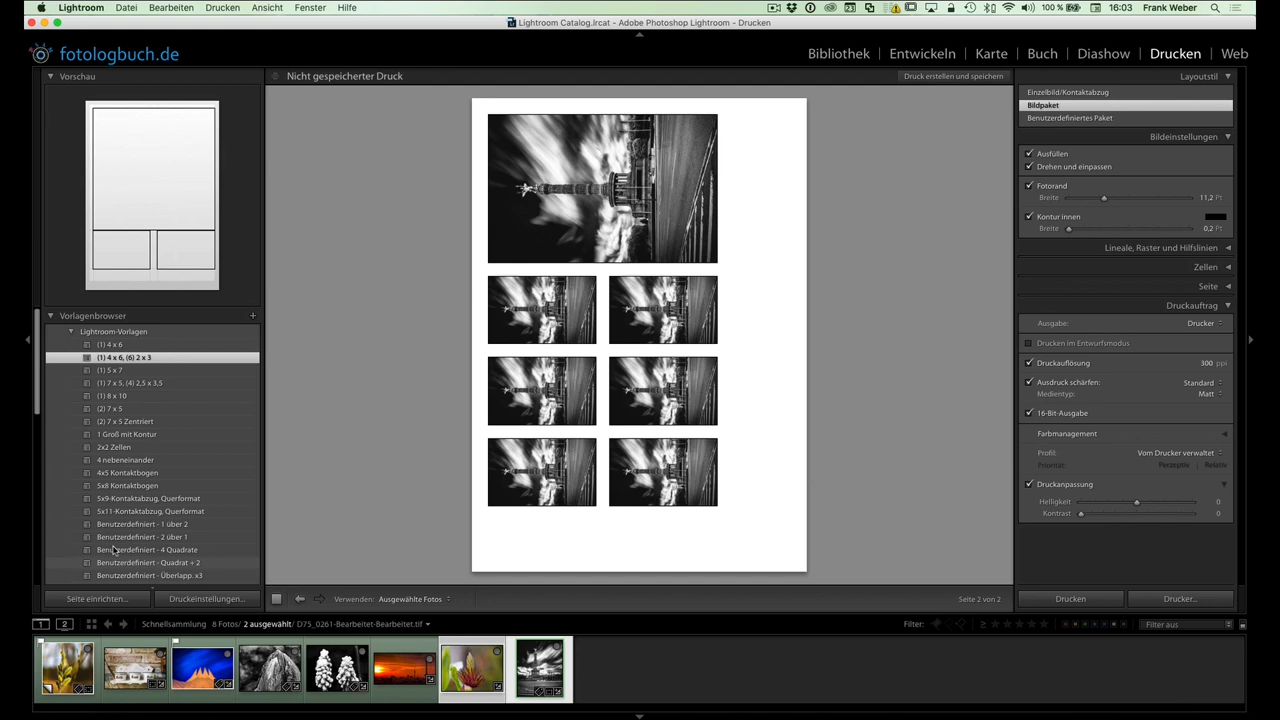 Lightroom Datei Bearbeiten Drucken Ansicht Fenster Hilfe 23 100 % 16:03 Frank Weber
Lightroom Catalog.lrcat - Adobe Photoshop Lightroom - Drucken
fotologbuch.de
Bibliothek Entwickeln Karte Buch Diashow Drucken Web
Vorschau
Nicht gespeicherter Druck
Druck erstellen und speichern
Layoutstil
Einzelbild/Kontaktabzug
Bildpaket
Benutzerdefiniertes Paket
Bildeinstellungen
Ausfüllen
Drehen und einpassen
Fotorand
Breite 11,2 Pt
Kontur innen
Breite 0,2 Pt
Lineale, Raster und Hilfslinien
Zellen
Seite
Druckauftrag
Ausgabe: Drucker
Drucken im Entwurfsmodus
Druckauflösung 300 ppi
Ausdruck schärfen: Standard
Medientyp: Matt
16-Bit-Ausgabe
Farbmanagement
Profil: Vom Drucker verwaltet
Priorität: Perzeptiv Relativ
Druckanpassung
Helligkeit 0
Kontrast 0
Vorlagenbrowser +
Lightroom-Vorlagen
(1) 4 x 6
(1) 4 x 6, (6) 2 x 3
(1) 5 x 7
(1) 7 x 5, (4) 2,5 x 3,5
(1) 8 x 10
(2) 7 x 5
(2) 7 x 5 Zentriert
1 Groß mit Kontur
2x2 Zellen
4 nebeneinander
4x5 Kontaktbogen
5x8 Kontaktbogen
5x9-Kontaktabzug, Querformat
5x11-Kontaktabzug, Querformat
Benutzerdefiniert - 1 über 2
Benutzerdefiniert - 2 über 1
Benutzerdefiniert - 4 Quadrate
Benutzerdefiniert - Quadrat + 2
Benutzerdefiniert - Überlapp. x3
Seite einrichten... Druckeinstellungen...
Verwenden: Ausgewählte Fotos
Seite 2 von 2
Drucken Drucker...
1 2 Schnellsammlung 8 Fotos/ 2 ausgewählt/ D75_0261-Bearbeitet-Bearbeitet.tif
Filter: Filter aus